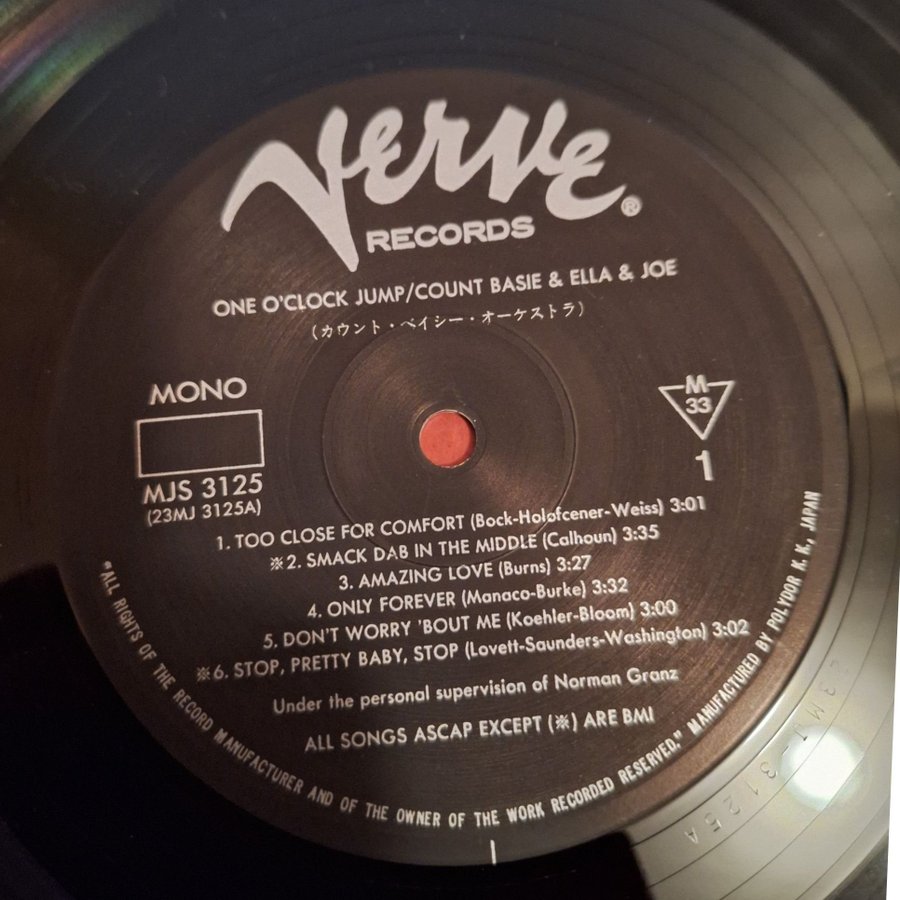 Verve®
RECORDS
ONE O'CLOCK JUMP/COUNT BASIE & ELLA & JOE
(カウント・ベイシー・オーケストラ)
MONO
M
33
1
MJS 3125
(23MJ 3125A)
1. TOO CLOSE FOR COMFORT (Bock-Holofcener-Weiss) 3:01
※2. SMACK DAB IN THE MIDDLE (Calhoun) 3:35
3. AMAZING LOVE (Burns) 3:27
4. ONLY FOREVER (Manaco-Burke) 3:32
5. DON'T WORRY 'BOUT ME (Koehler-Bloom) 3:00
※6. STOP, PRETTY BABY, STOP (Lovett-Saunders-Washington) 3:02
Under the personal supervision of Norman Granz
ALL SONGS ASCAP EXCEPT (※) ARE BMI
"ALL RIGHTS OF THE RECORD MANUFACTURER AND OF THE OWNER OF THE WORK RECORDED RESERVED." MANUFACTURED BY POLYDOR K. K., JAPAN
23MJ-3125A